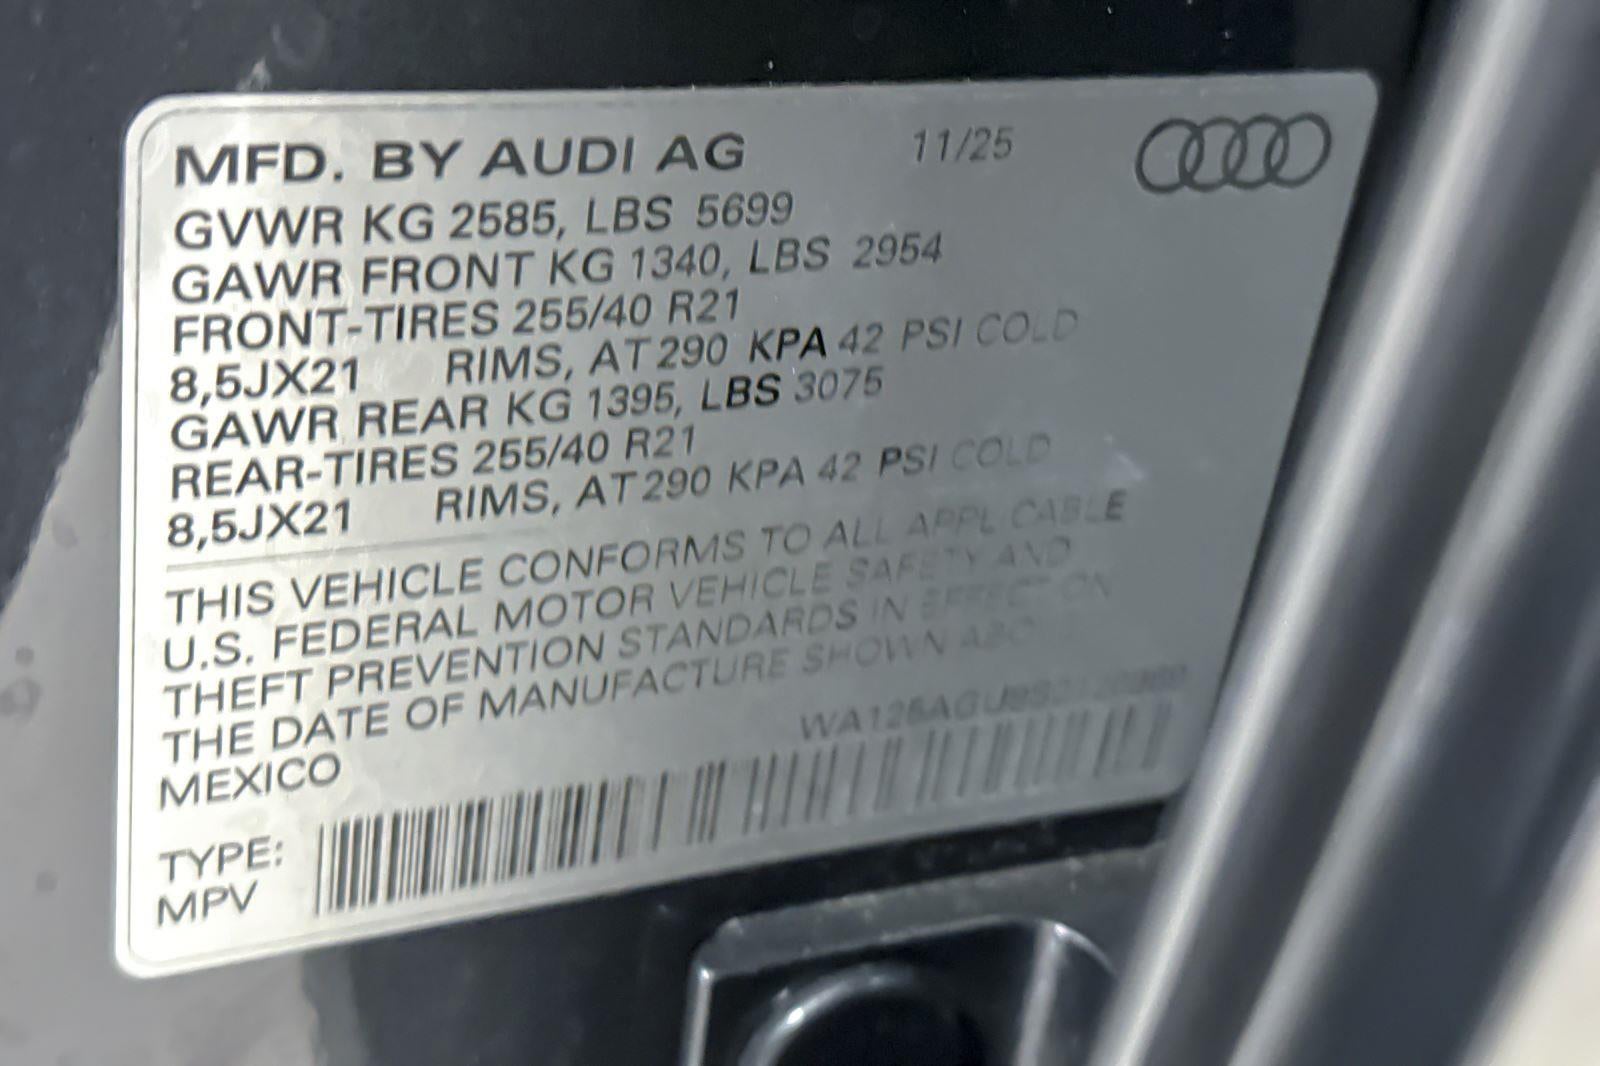 MFD. BY AUDI AG 11/25
GVWR KG 2585, LBS 5699
GAWR FRONT KG 1340, LBS 2954
FRONT-TIRES 255/40 R21
8,5JX21 RIMS, AT 290 KPA 42 PSI COLD
GAWR REAR KG 1395, LBS 3075
REAR-TIRES 255/40 R21
8,5JX21 RIMS, AT 290 KPA 42 PSI COLD
THIS VEHICLE CONFORMS TO ALL APPLICABLE
U.S. FEDERAL MOTOR VEHICLE SAFETY AND
THEFT PREVENTION STANDARDS IN EFFECT ON
THE DATE OF MANUFACTURE SHOWN ABOVE
MEXICO
TYPE:
MPV